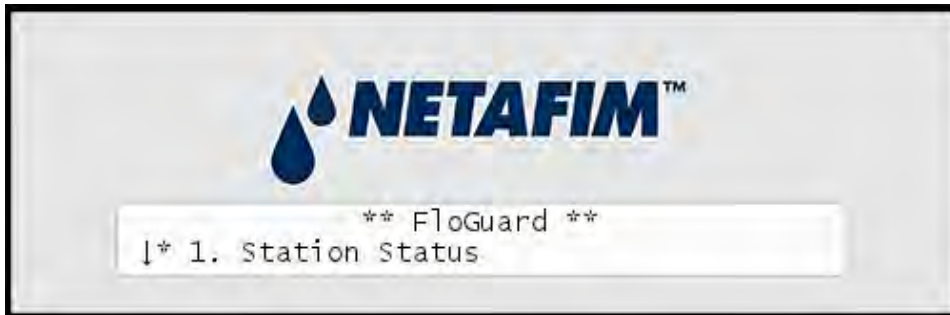 NETAFIM™
** FloGuard **
↓* 1. Station Status